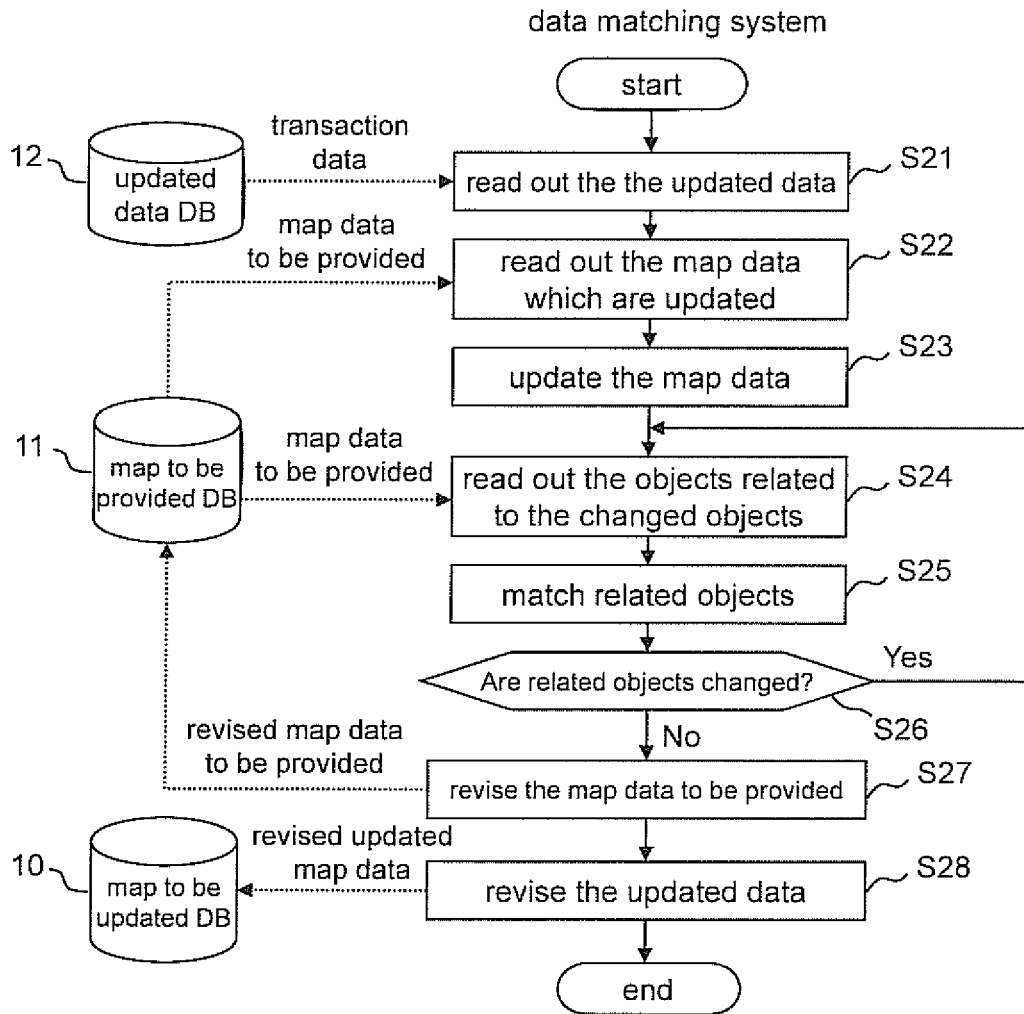 data matching system
start
transaction
data
12
updated
data DB
read out the the updated data
S21
map data
to be provided
read out the map data
which are updated
S22
update the map data
S23
11
map to be
provided DB
map data
to be provided
read out the objects related
to the changed objects
S24
match related objects
S25
Are related objects changed?
Yes
S26
No
revised map data
to be provided
revise the map data to be provided
S27
10
map to be
updated DB
revised updated
map data
revise the updated data
S28
end